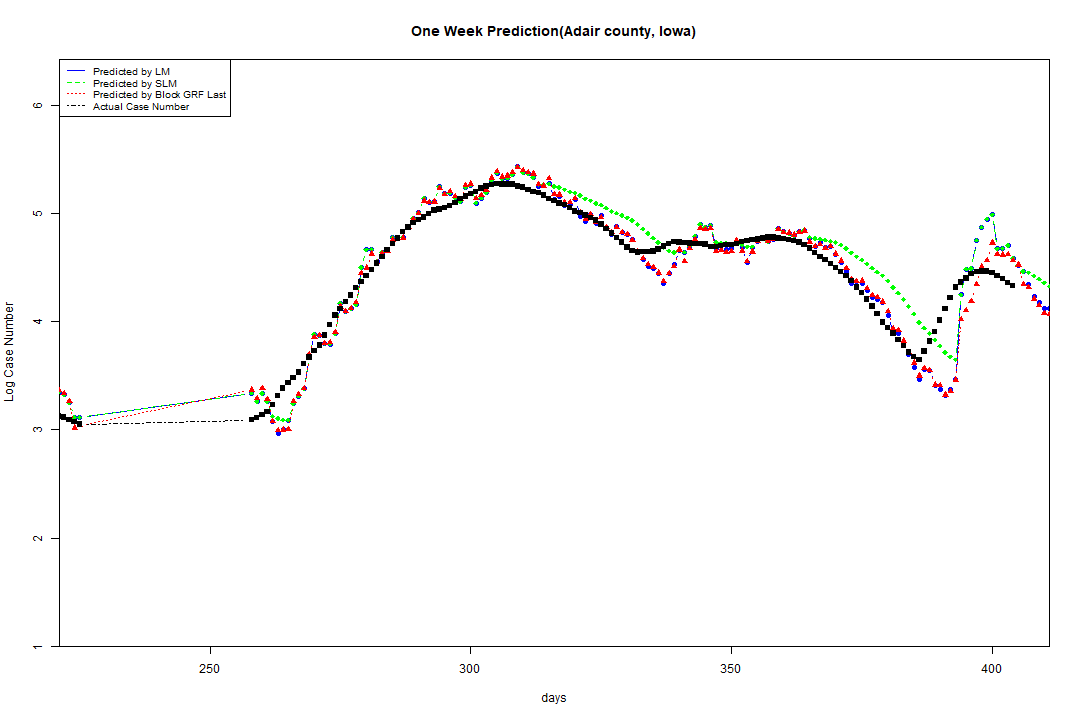 One Week Prediction(Adair county, Iowa)
Predicted by LM
Predicted by SLM
Predicted by Block GRF Last
Actual Case Number
6
5
4
3
2
1
Log Case Number
250 300 350 400
days